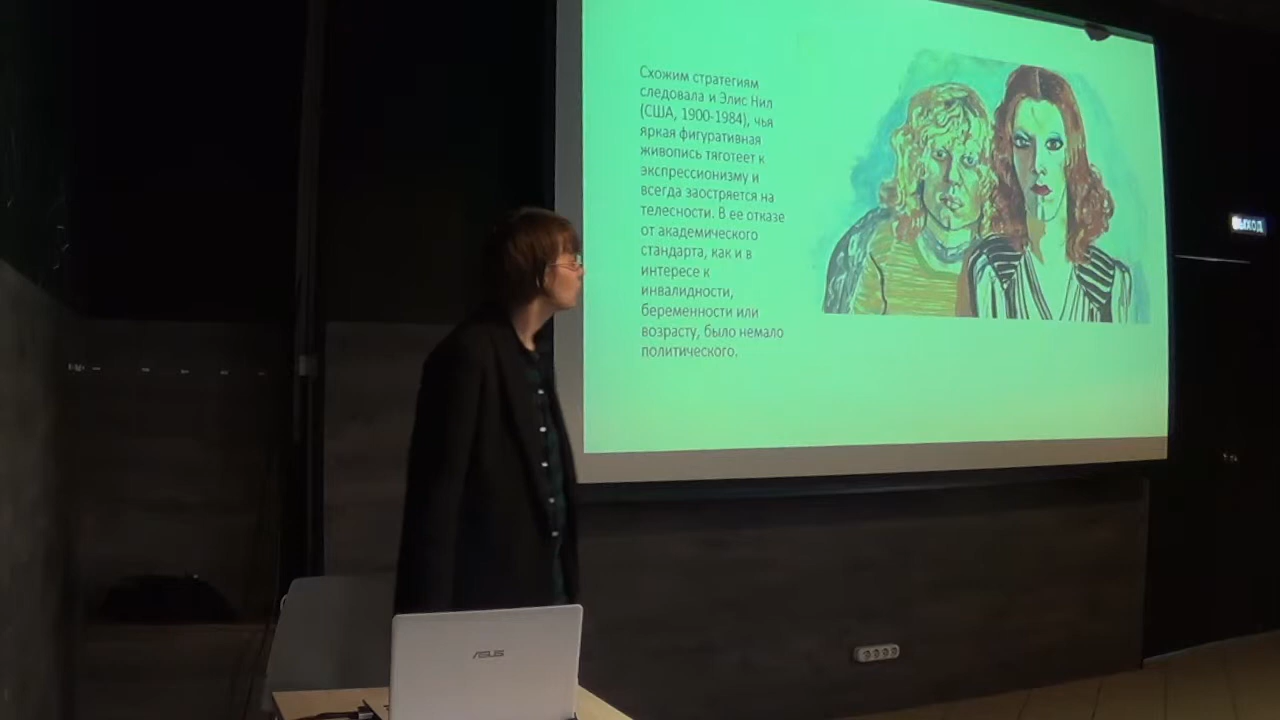 Схожим стратегиям
следовала и Элис Нил
(США, 1900-1984), чья
яркая фигуративная
живопись тяготеет к
экспрессионизму и
всегда заостряется на
телесности. В ее отказе
от академического
стандарта, как и в
интересе к
инвалидности,
беременности или
возрасту, было немало
политического.
ВЫХОД
ASUS